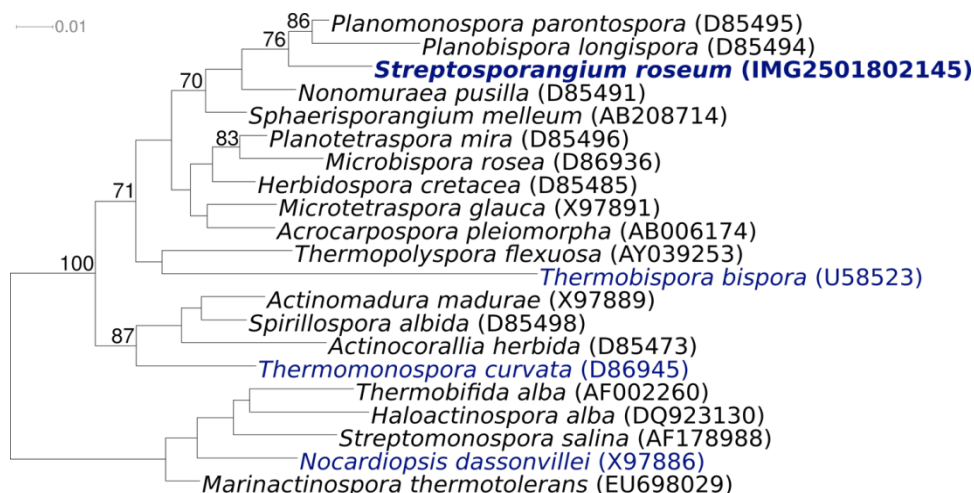 0.01
86
Planomonospora parontospora (D85495)
76
Planobispora longispora (D85494)
Streptosporangium roseum (IMG2501802145)
70
Nonomuraea pusilla (D85491)
Sphaerisporangium melleum (AB208714)
83
Planotetraspora mira (D85496)
Microbispora rosea (D86936)
71
Herbidospora cretacea (D85485)
Microtetraspora glauca (X97891)
Acrocarpospora pleiomorpha (AB006174)
Thermopolyspora flexuosa (AY039253)
100
Thermobispora bispora (U58523)
Actinomadura madurae (X97889)
Spirillospora albida (D85498)
87
Actinocorallia herbida (D85473)
Thermomonospora curvata (D86945)
Thermobifida alba (AF002260)
Haloactinospora alba (DQ923130)
Streptomonospora salina (AF178988)
Nocardiopsis dassonvillei (X97886)
Marinactinospora thermotolerans (EU698029)